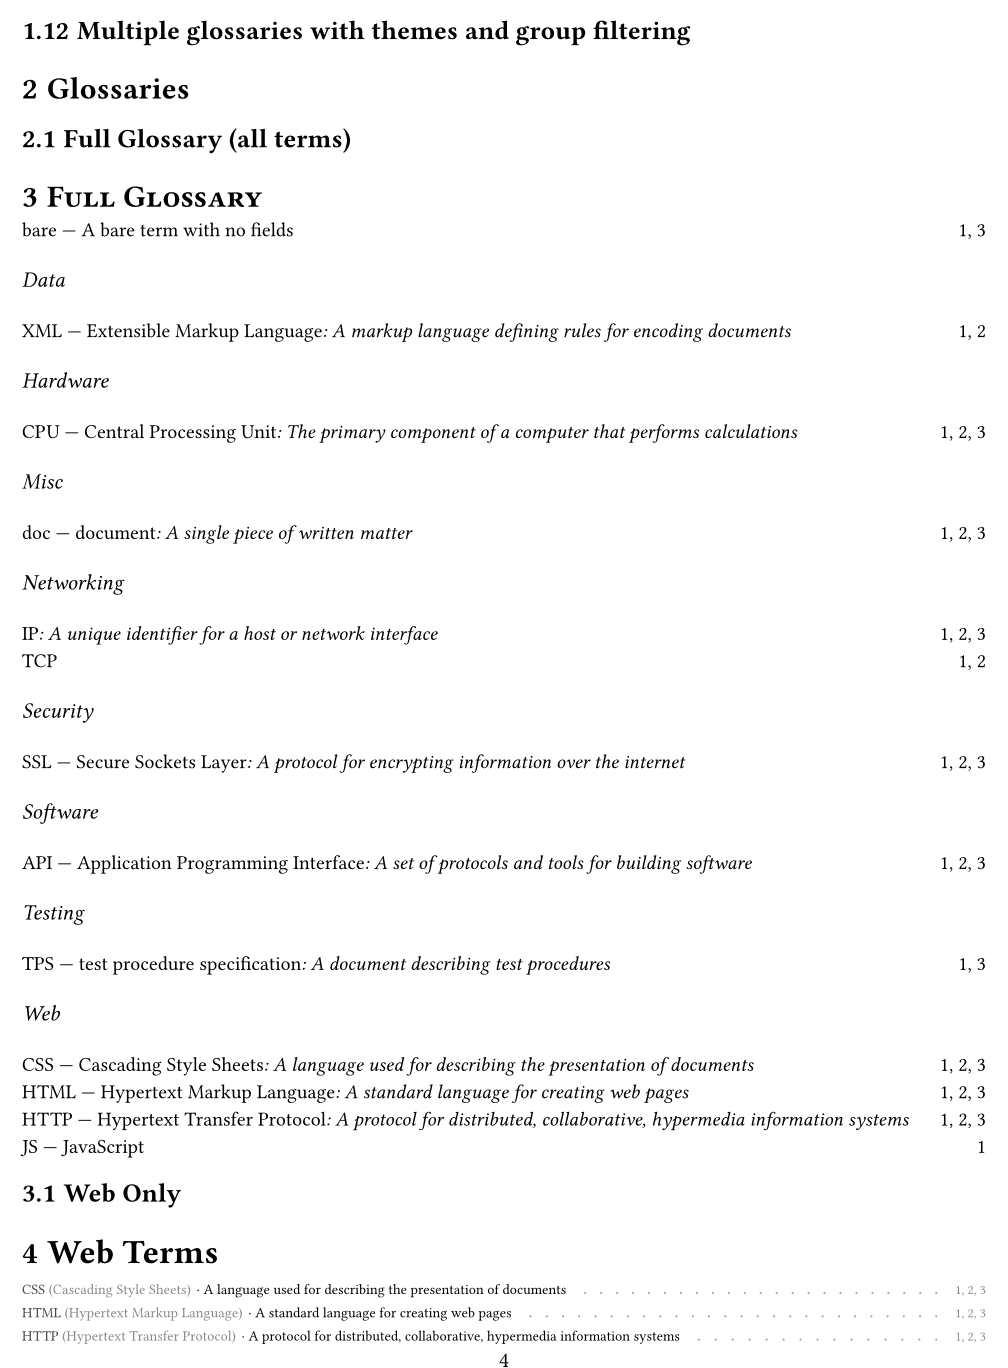 1.12 Multiple glossaries with themes and group filtering
2 Glossaries
2.1 Full Glossary (all terms)
3 Full Glossary
bare — A bare term with no fields 1, 3
Data
XML — Extensible Markup Language: A markup language defining rules for encoding documents 1, 2
Hardware
CPU — Central Processing Unit: The primary component of a computer that performs calculations 1, 2, 3
Misc
doc — document: A single piece of written matter 1, 2, 3
Networking
IP: A unique identifier for a host or network interface 1, 2, 3
TCP 1, 2
Security
SSL — Secure Sockets Layer: A protocol for encrypting information over the internet 1, 2, 3
Software
API — Application Programming Interface: A set of protocols and tools for building software 1, 2, 3
Testing
TPS — test procedure specification: A document describing test procedures 1, 3
Web
CSS — Cascading Style Sheets: A language used for describing the presentation of documents 1, 2, 3
HTML — Hypertext Markup Language: A standard language for creating web pages 1, 2, 3
HTTP — Hypertext Transfer Protocol: A protocol for distributed, collaborative, hypermedia information systems 1, 2, 3
JS — JavaScript 1
3.1 Web Only
4 Web Terms
CSS (Cascading Style Sheets) · A language used for describing the presentation of documents . . . . . . . . . . . . . . . . . . . . . . 1, 2, 3
HTML (Hypertext Markup Language) · A standard language for creating web pages . . . . . . . . . . . . . . . . . . . . . . . . . 1, 2, 3
HTTP (Hypertext Transfer Protocol) · A protocol for distributed, collaborative, hypermedia information systems . . . . . . . . . . . . . . . 1, 2, 3
4